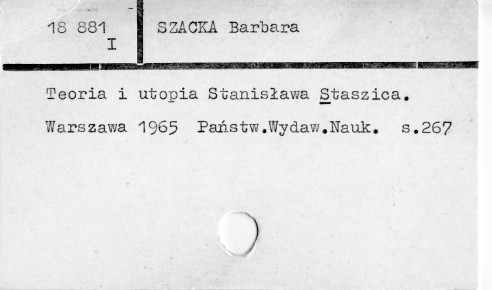 18 881
I
SZACKA Barbara
Teoria i utopia Stanisława Staszica.
Warszawa 1965 Państw.Wydaw.Nauk. s.267